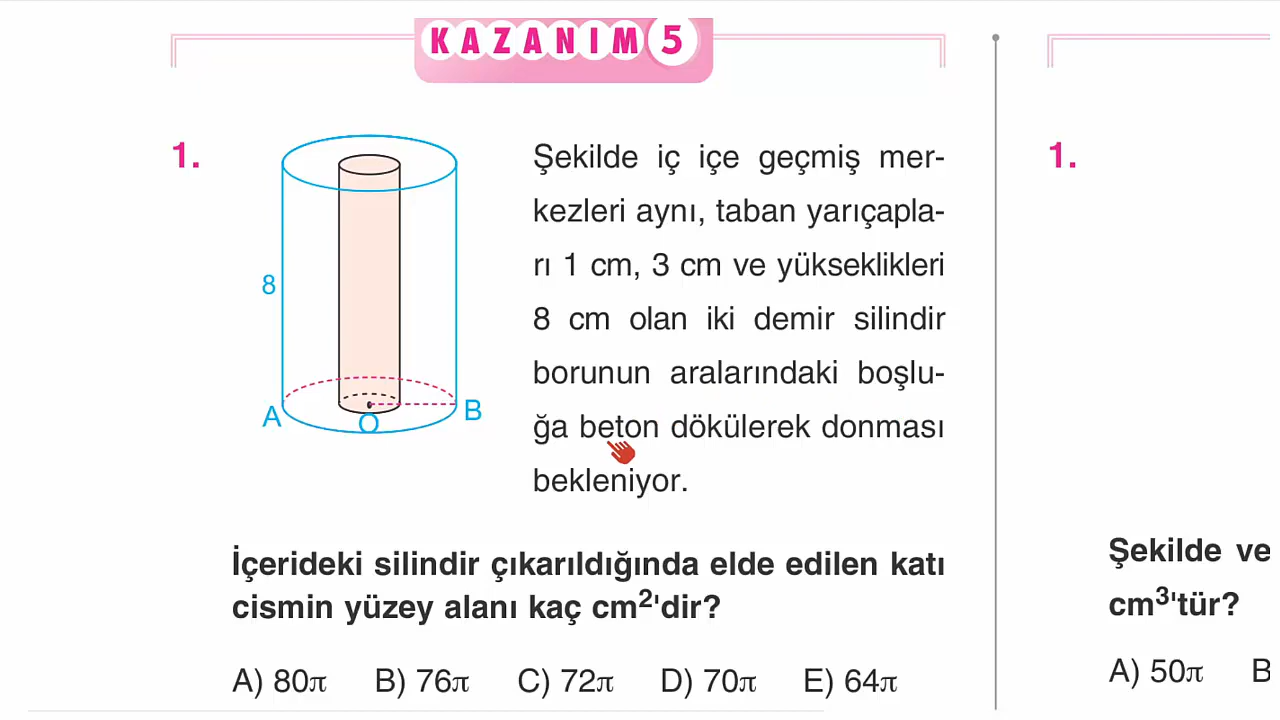 KAZANIM 5
1.
8
A
O
B
Şekilde iç içe geçmiş mer-
kezleri aynı, taban yarıçapla-
rı 1 cm, 3 cm ve yükseklikleri
8 cm olan iki demir silindir
borunun aralarındaki boşlu-
ğa beton dökülerek donması
bekleniyor.
İçerideki silindir çıkarıldığında elde edilen katı
cismin yüzey alanı kaç cm²'dir?
A) 80π B) 76π C) 72π D) 70π E) 64π
1.
Şekilde ve
cm³'tür?
A) 50π B